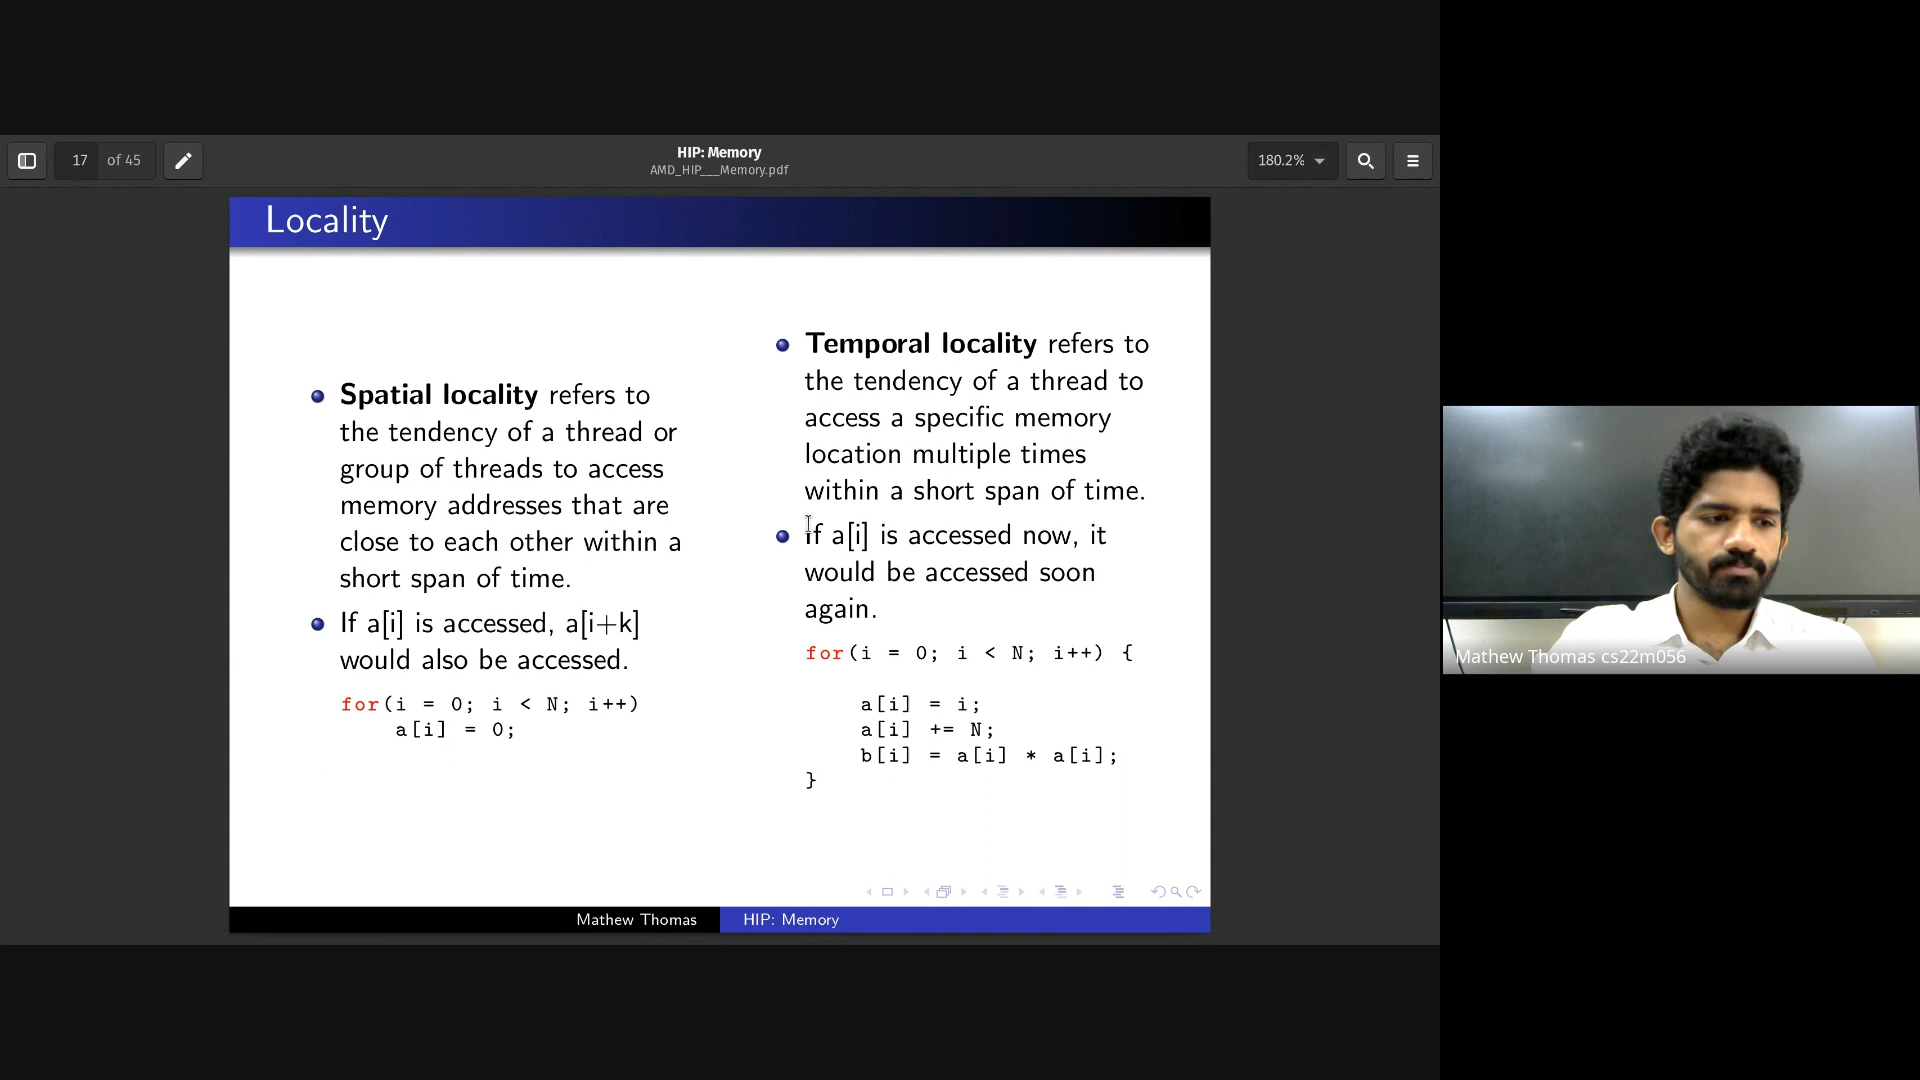 17 of 45
HIP: Memory
AMD_HIP___Memory.pdf
180.2%
Locality
Spatial locality refers to
the tendency of a thread or
group of threads to access
memory addresses that are
close to each other within a
short span of time.
If a[i] is accessed, a[i+k]
would also be accessed.
for(i = 0; i < N; i++)
a[i] = 0;
Temporal locality refers to
the tendency of a thread to
access a specific memory
location multiple times
within a short span of time.
If a[i] is accessed now, it
would be accessed soon
again.
for(i = 0; i < N; i++) {
a[i] = i;
a[i] += N;
b[i] = a[i] * a[i];
}
Mathew Thomas
HIP: Memory
Mathew Thomas cs22m056